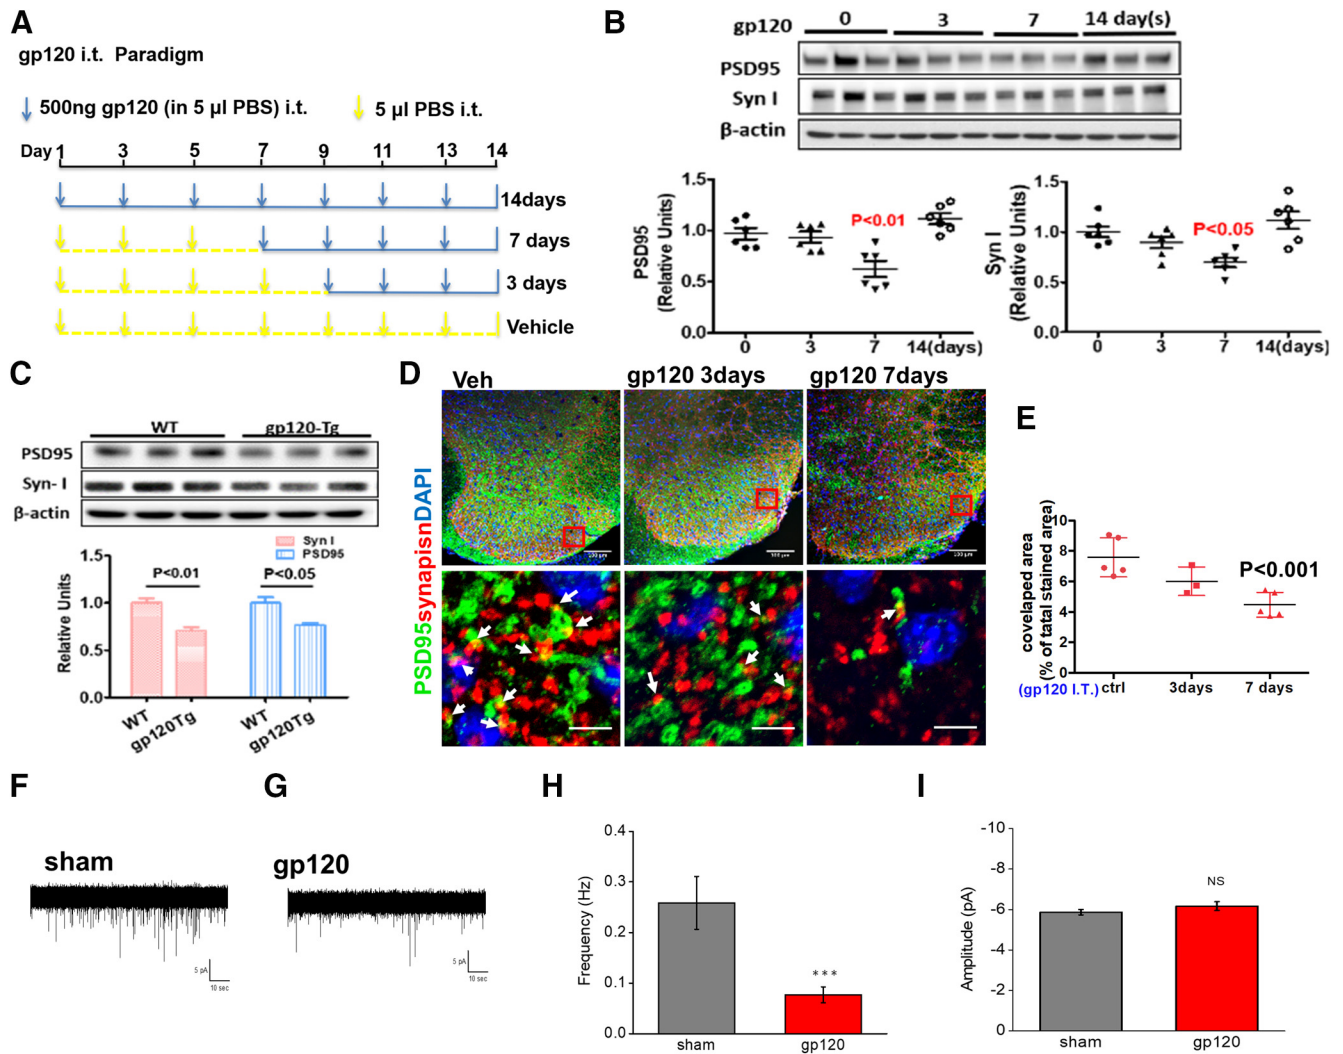 A
gp120 i.t. Paradigm
500ng gp120 (in 5 µl PBS) i.t.
5 µl PBS i.t.
Day 1 3 5 7 9 11 13 14
14days
7 days
3 days
Vehicle
B
gp120 0 3 7 14 day(s)
PSD95
Syn I
β-actin
PSD95
(Relative Units)
1.5
1.0
0.5
0.0
P<0.01
0 3 7 14(days)
Syn I
(Relative Units)
1.5
1.0
0.5
0.0
P<0.05
0 3 7 14(days)
C
WT gp120-Tg
PSD95
Syn- I
β-actin
Syn I
PSD95
Relative Units
1.5
1.0
0.5
0.0
P<0.01
P<0.05
WT
gp120Tg
WT
gp120Tg
D
Veh
gp120 3days
gp120 7days
PSD95synapisnDAPI
100 µm
100 µm
100 µm
E
covelaped area
(% of tatal stained area)
10
8
6
4
2
0
P<0.001
(gp120 I.T.) ctrl 3days 7 days
F
sham
5 pA
10 sec
G
gp120
5 pA
10 sec
H
Frequency (Hz)
0.4
0.3
0.2
0.1
0.0
***
sham gp120
I
Amplitude (pA)
-10
-8
-6
-4
-2
0
NS
sham gp120